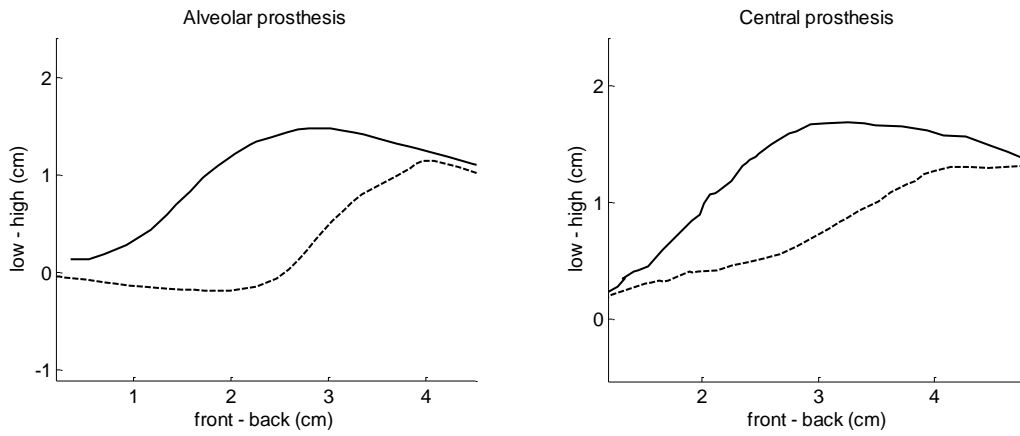 Alveolar prosthesis
2
1
0
-1
low - high (cm)
1 2 3 4
front - back (cm)
Central prosthesis
2
1
0
low - high (cm)
2 3 4
front - back (cm)